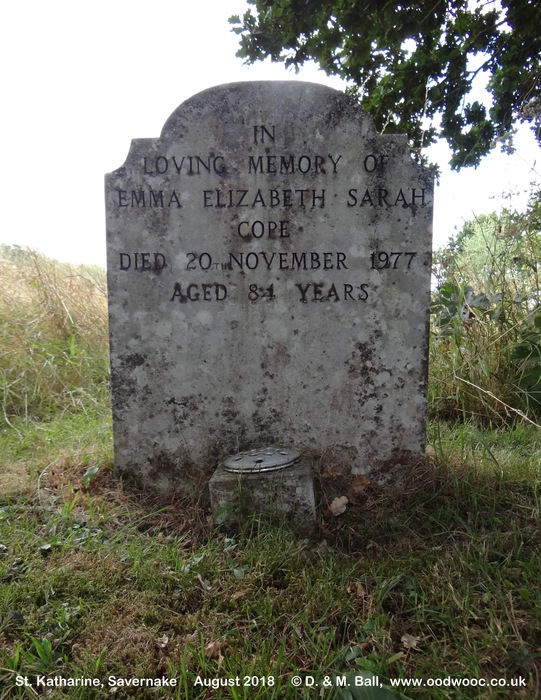 IN
LOVING MEMORY OF
EMMA ELIZABETH SARAH
COPE
DIED 20TH NOVEMBER 1977
AGED 84 YEARS
St. Katharine, Savernake August 2018 © D. & M. Ball, www.oodwooc.co.uk